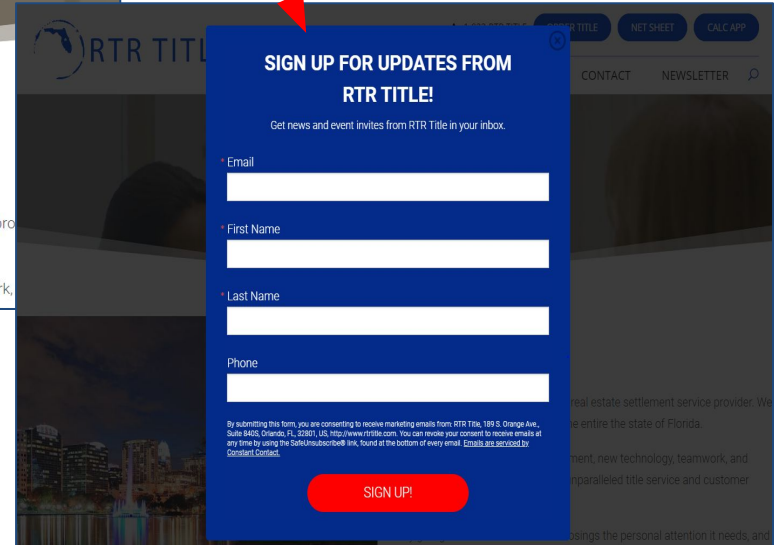 pro
rk,
RTR TITL
TITLE
NET SHEET
CALC APP
CONTACT
NEWSLETTER
SIGN UP FOR UPDATES FROM
RTR TITLE!
Get news and event invites from RTR Title in your inbox.
* Email
* First Name
* Last Name
Phone
By submitting this form, you are consenting to receive marketing emails from: RTR Title, 189 S. Orange Ave.,
Suite 840S, Orlando, FL, 32801, US, http://www.rtrtitle.com. You can revoke your consent to receive emails at
any time by using the SafeUnsubscribe® link, found at the bottom of every email. Emails are serviced by
Constant Contact.
SIGN UP!
real estate settlement service provider. We
e entire the state of Florida.
ment, new technology, teamwork, and
nparalleled title service and customer
osings the personal attention it needs, and